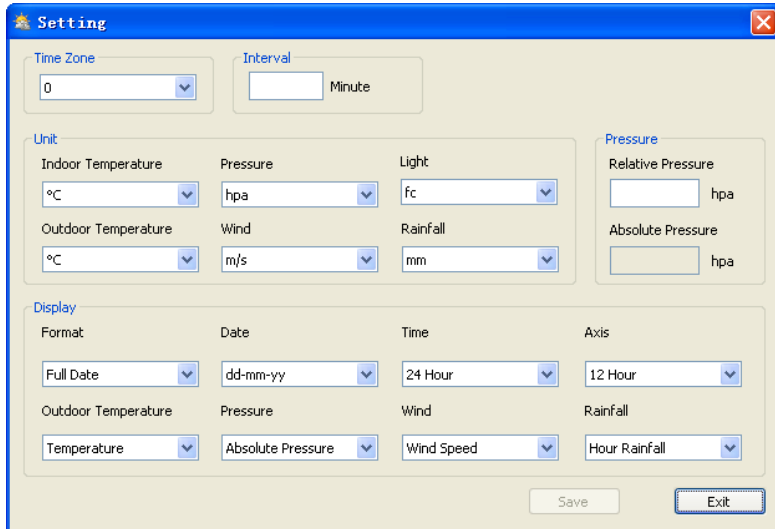 Setting
Time Zone
Interval
0
Minute
Unit
Pressure
Indoor Temperature
Pressure
Light
Relative Pressure
°C
hpa
fc
hpa
Outdoor Temperature
Wind
Rainfall
Absolute Pressure
°C
m/s
mm
hpa
Display
Format
Date
Time
Axis
Full Date
dd-mm-yy
24 Hour
12 Hour
Outdoor Temperature
Pressure
Wind
Rainfall
Temperature
Absolute Pressure
Wind Speed
Hour Rainfall
Save
Exit